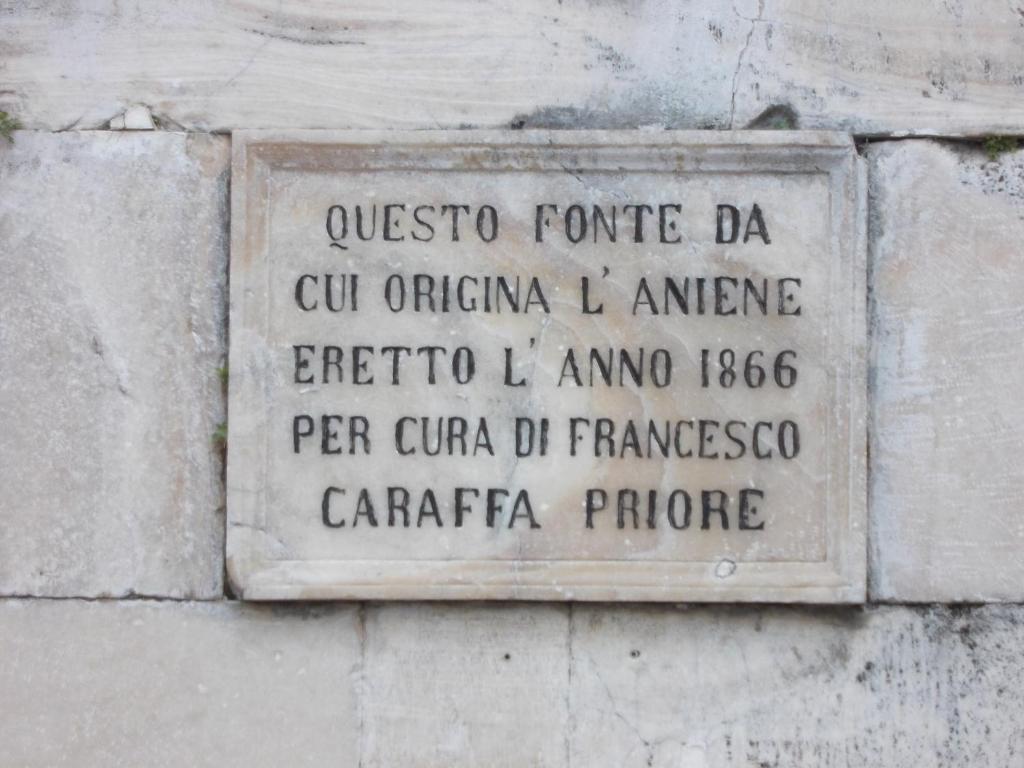 QUESTO FONTE DA
CUI ORIGINA L' ANIENE
ERETTO L' ANNO 1866
PER CURA DI FRANCESCO
CARAFFA PRIORE